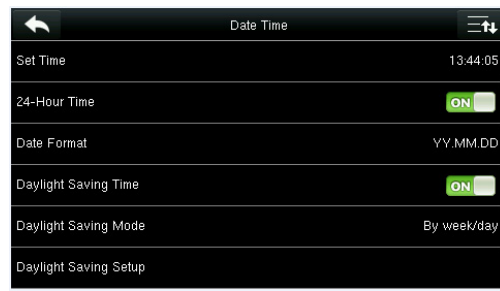 Date Time
Set Time 13:44:05
24-Hour Time ON
Date Format YY.MM.DD
Daylight Saving Time ON
Daylight Saving Mode By week/day
Daylight Saving Setup